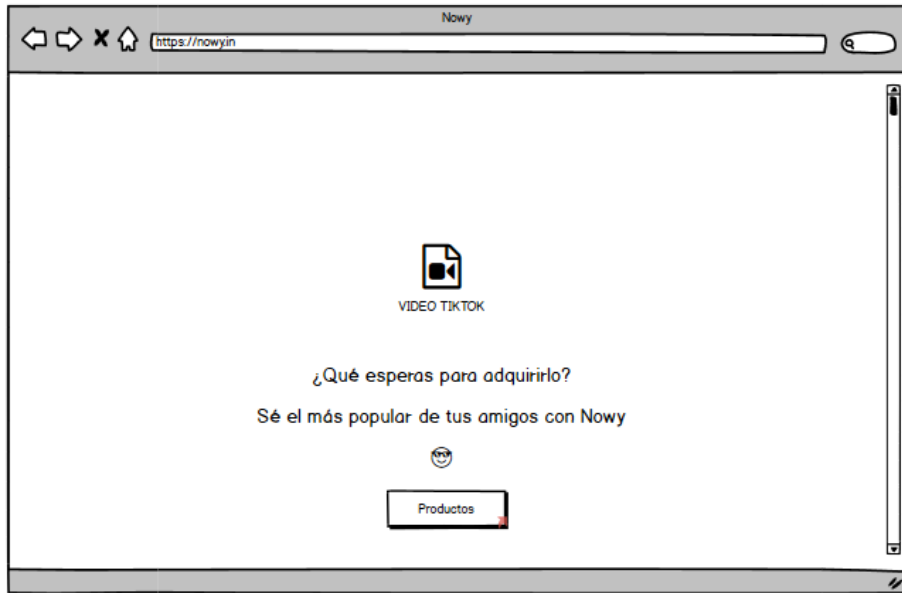 Nowy
https://nowy.in
VIDEO TIKTOK
¿Qué esperas para adquirirlo?
Sé el más popular de tus amigos con Nowy
Productos